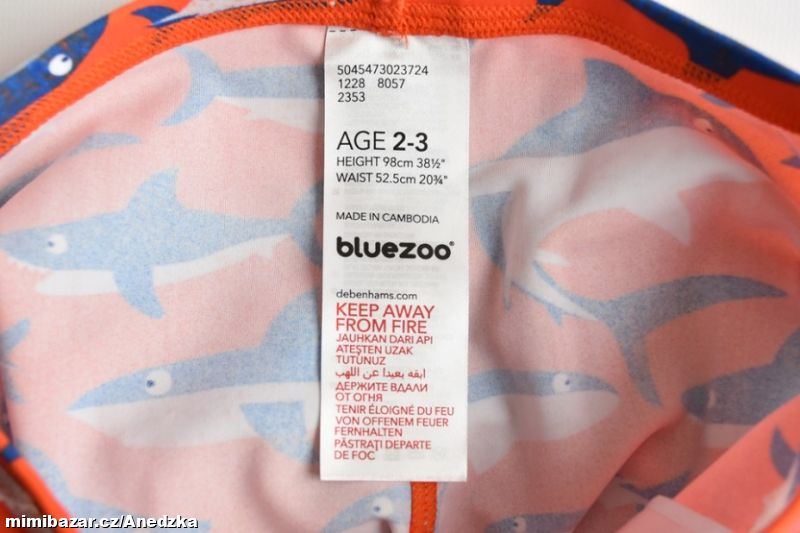 5045473023724
1228 8057
2353
AGE 2-3
HEIGHT 98cm 38½"
WAIST 52.5cm 20¾"
MADE IN CAMBODIA
bluezoo®
debenhams.com
KEEP AWAY
FROM FIRE
JAUHKAN DARI API
ATEŞTEN UZAK
TUTUNUZ
ابقه بعيدا عن اللهب
ДЕРЖИТЕ ВДАЛИ
ОТ ОГНЯ
TENIR ÉLOIGNÉ DU FEU
VON OFFENEM FEUER
FERNHALTEN
PĂSTRAŢI DEPARTE
DE FOC
mimibazar.cz/Anedzka